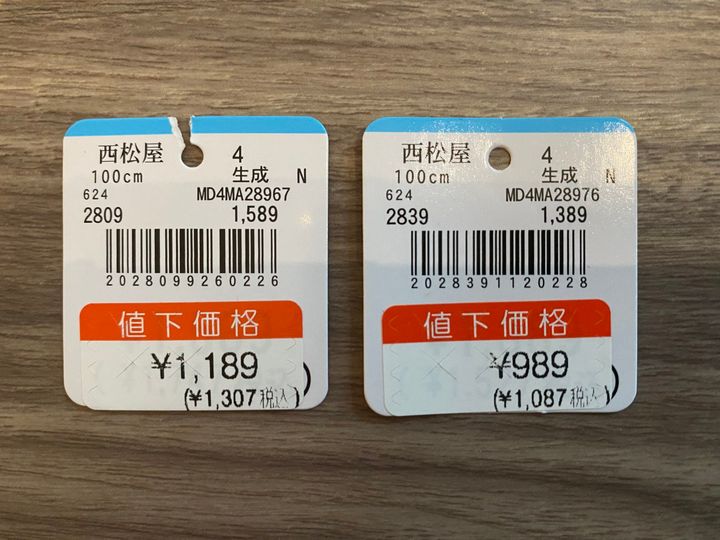 西松屋 4
100cm 生成 N
624 MD4MA28967
2809 1,589
2028099260226
値下価格
¥1,189
(¥1,307税込)
西松屋 4
100cm 生成 N
624 MD4MA28976
2839 1,389
2028391120228
値下価格
¥989
(¥1,087税込)